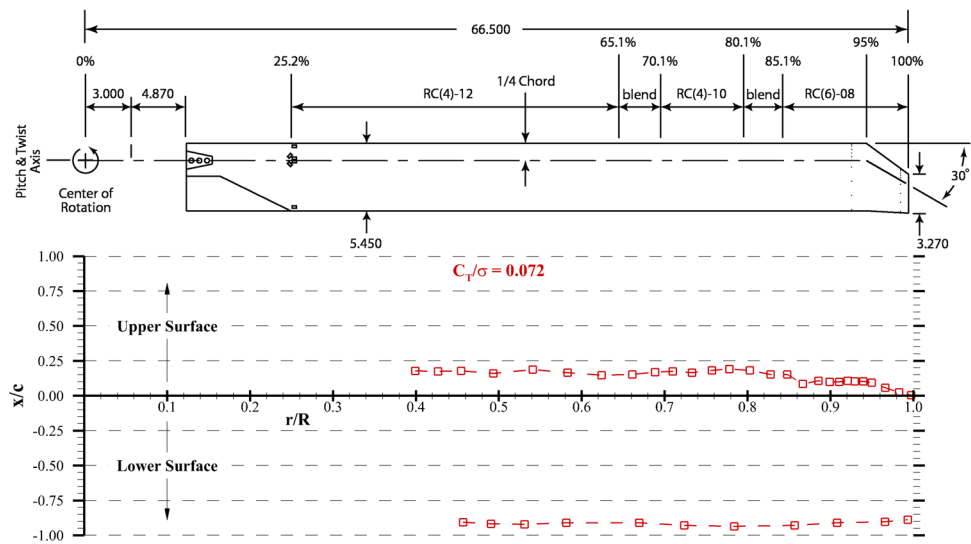 66.500
0%
25.2%
65.1%
70.1%
80.1%
85.1%
95%
100%
3.000
4.870
1/4 Chord
RC(4)-12
blend
RC(4)-10
blend
RC(6)-08
Pitch & Twist
Axis
Center of
Rotation
30°
5.450
3.270
C_T/σ = 0.072
1.00
0.75
0.50
0.25
0.00
-0.25
-0.50
-0.75
-1.00
x/c
Upper Surface
0.1
0.2
0.3
0.4
0.5
0.6
0.7
0.8
0.9
1.0
r/R
Lower Surface